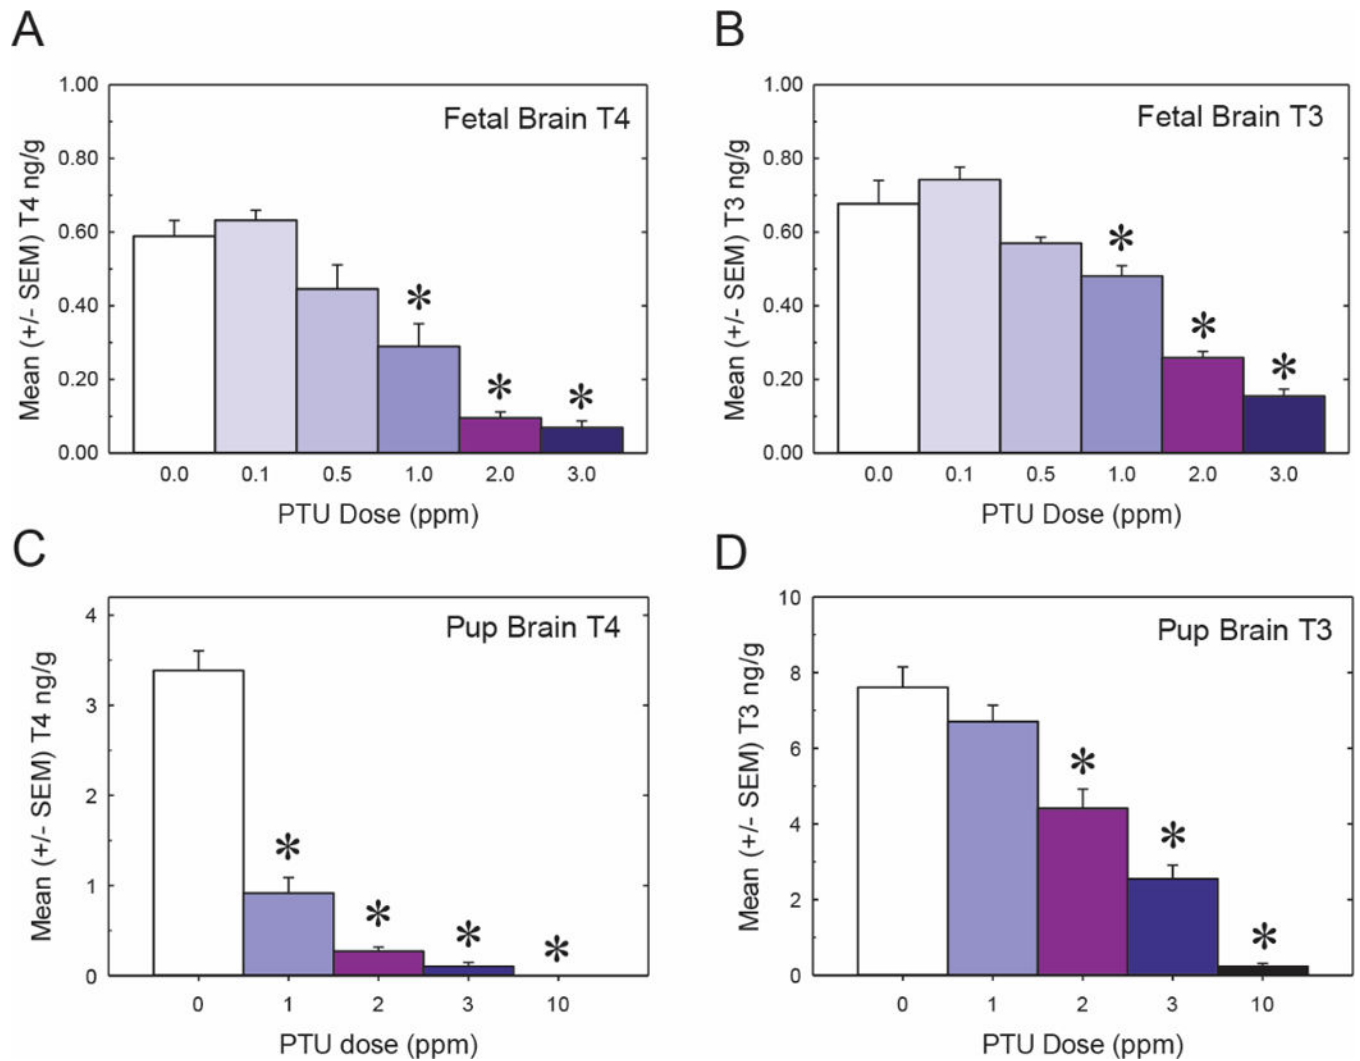 A
Mean (+/- SEM) T4 ng/g
1.00
0.80
0.60
0.40
0.20
0.00
Fetal Brain T4
*
*
*
0.0 0.1 0.5 1.0 2.0 3.0
PTU Dose (ppm)
B
Mean (+/- SEM) T3 ng/g
1.00
0.80
0.60
0.40
0.20
0.00
Fetal Brain T3
*
*
*
0.0 0.1 0.5 1.0 2.0 3.0
PTU Dose (ppm)
C
Mean (+/- SEM) T4 ng/g
4
3
2
1
0
Pup Brain T4
*
*
*
*
0 1 2 3 10
PTU dose (ppm)
D
Mean (+/- SEM) T3 ng/g
10
8
6
4
2
0
Pup Brain T3
*
*
*
0 1 2 3 10
PTU Dose (ppm)